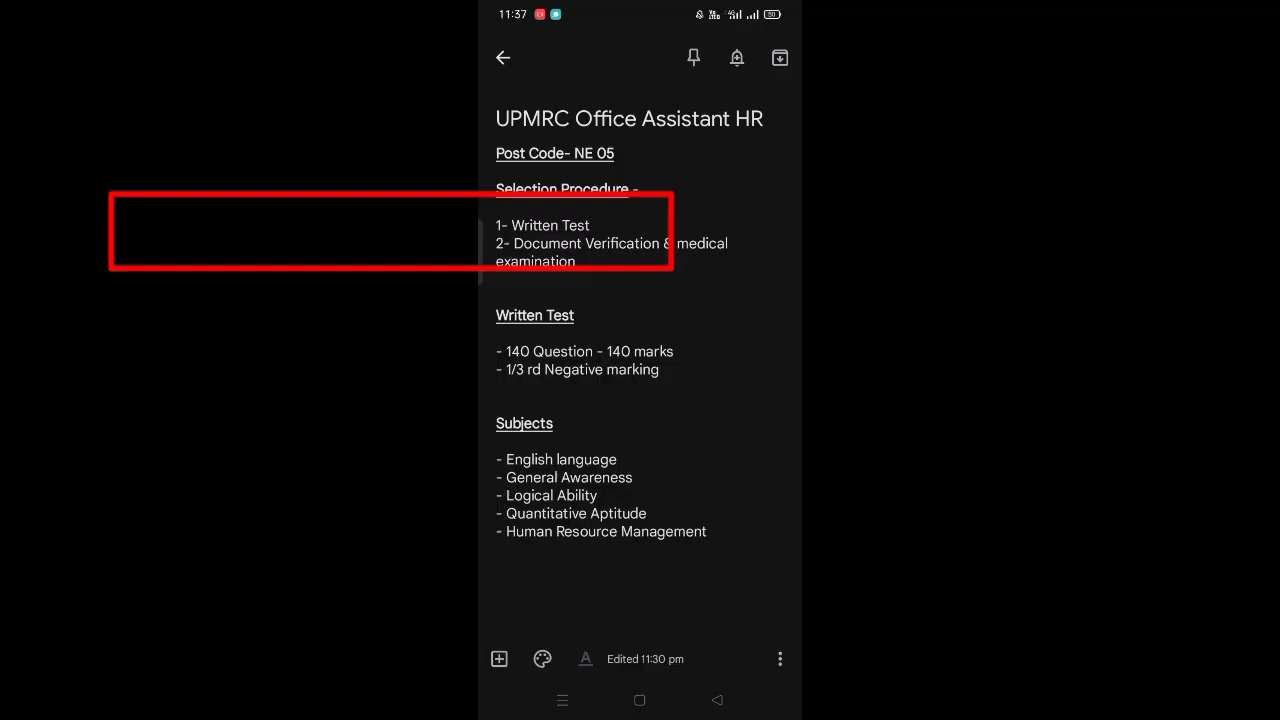 11:37
UPMRC Office Assistant HR
Post Code- NE 05
Selection Procedure -
1- Written Test
2- Document Verification & medical
examination
Written Test
- 140 Question - 140 marks
- 1/3 rd Negative marking
Subjects
- English language
- General Awareness
- Logical Ability
- Quantitative Aptitude
- Human Resource Management
A Edited 11:30 pm